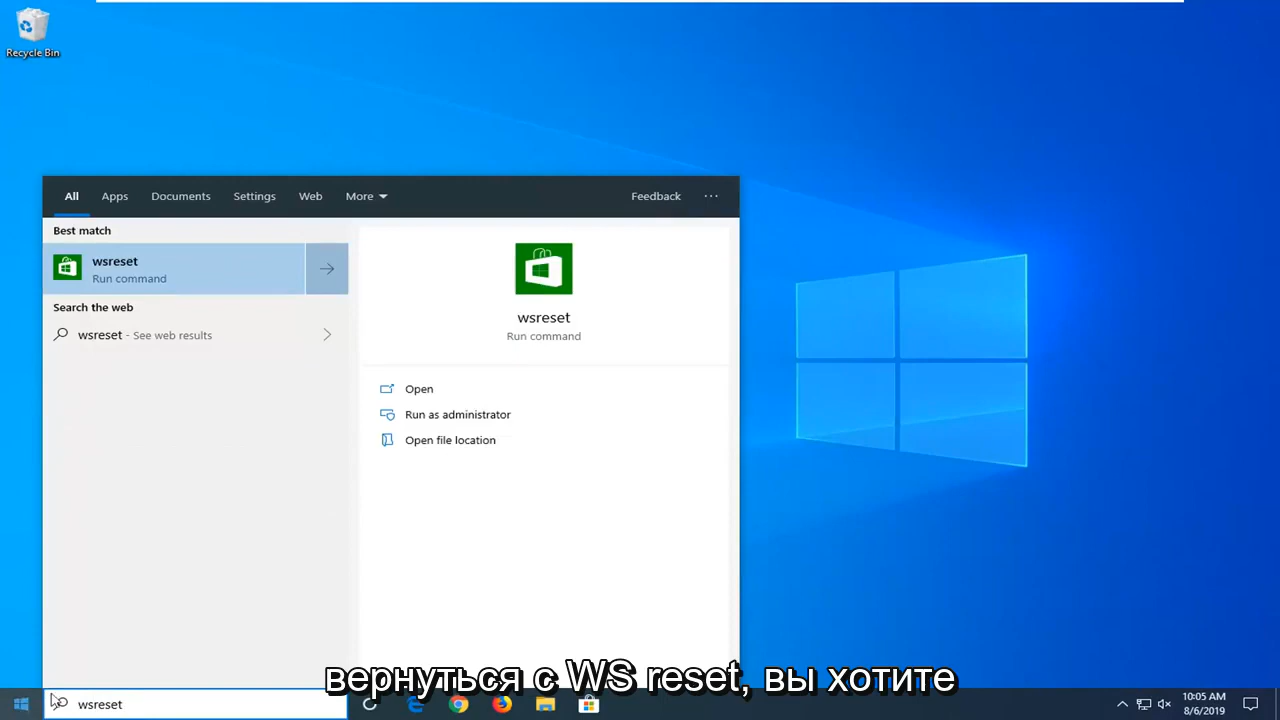 Recycle Bin
All Apps Documents Settings Web More Feedback ...
Best match
wsreset
Run command
Search the web
wsreset - See web results
wsreset
Run command
Open
Run as administrator
Open file location
вернуться с WS reset, вы хотите
wsreset
10:05 AM
8/6/2019